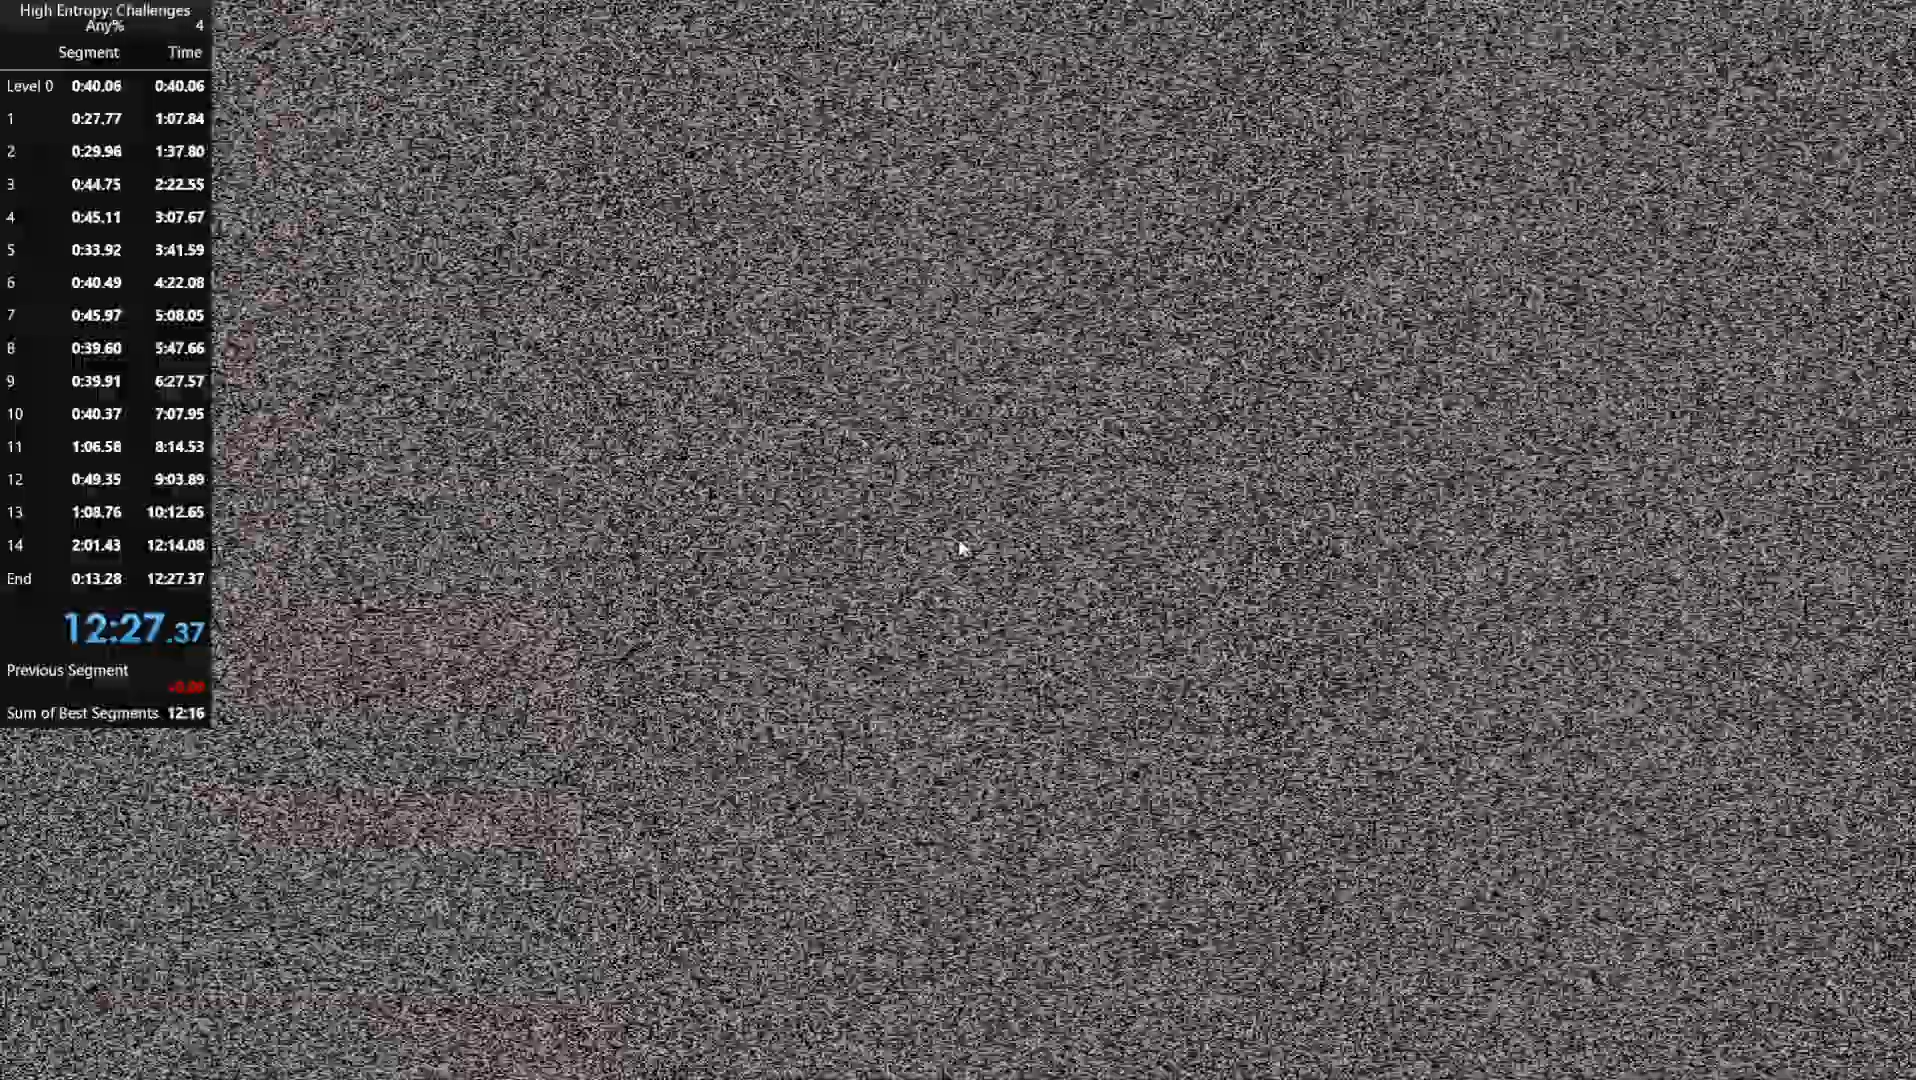 High Entropy: Challenges
Any% 4
Segment Time
Level 0 0:40.06 0:40.06
1 0:27.77 1:07.84
2 0:29.96 1:37.80
3 0:44.75 2:22.55
4 0:45.11 3:07.67
5 0:33.92 3:41.59
6 0:40.49 4:22.08
7 0:45.97 5:08.05
8 0:39.60 5:47.66
9 0:39.91 6:27.57
10 0:40.37 7:07.95
11 1:06.58 8:14.53
12 0:49.35 9:03.89
13 1:08.76 10:12.65
14 2:01.43 12:14.08
End 0:13.28 12:27.37
12:27.37
Previous Segment
Sum of Best Segments 12:16